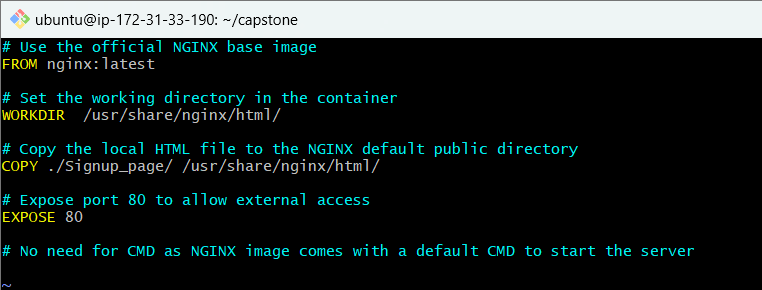 ubuntu@ip-172-31-33-190: ~/capstone
# Use the official NGINX base image
FROM nginx:latest
# Set the working directory in the container
WORKDIR  /usr/share/nginx/html/
# Copy the local HTML file to the NGINX default public directory
COPY ./Signup_page/ /usr/share/nginx/html/
# Expose port 80 to allow external access
EXPOSE 80
# No need for CMD as NGINX image comes with a default CMD to start the server
~